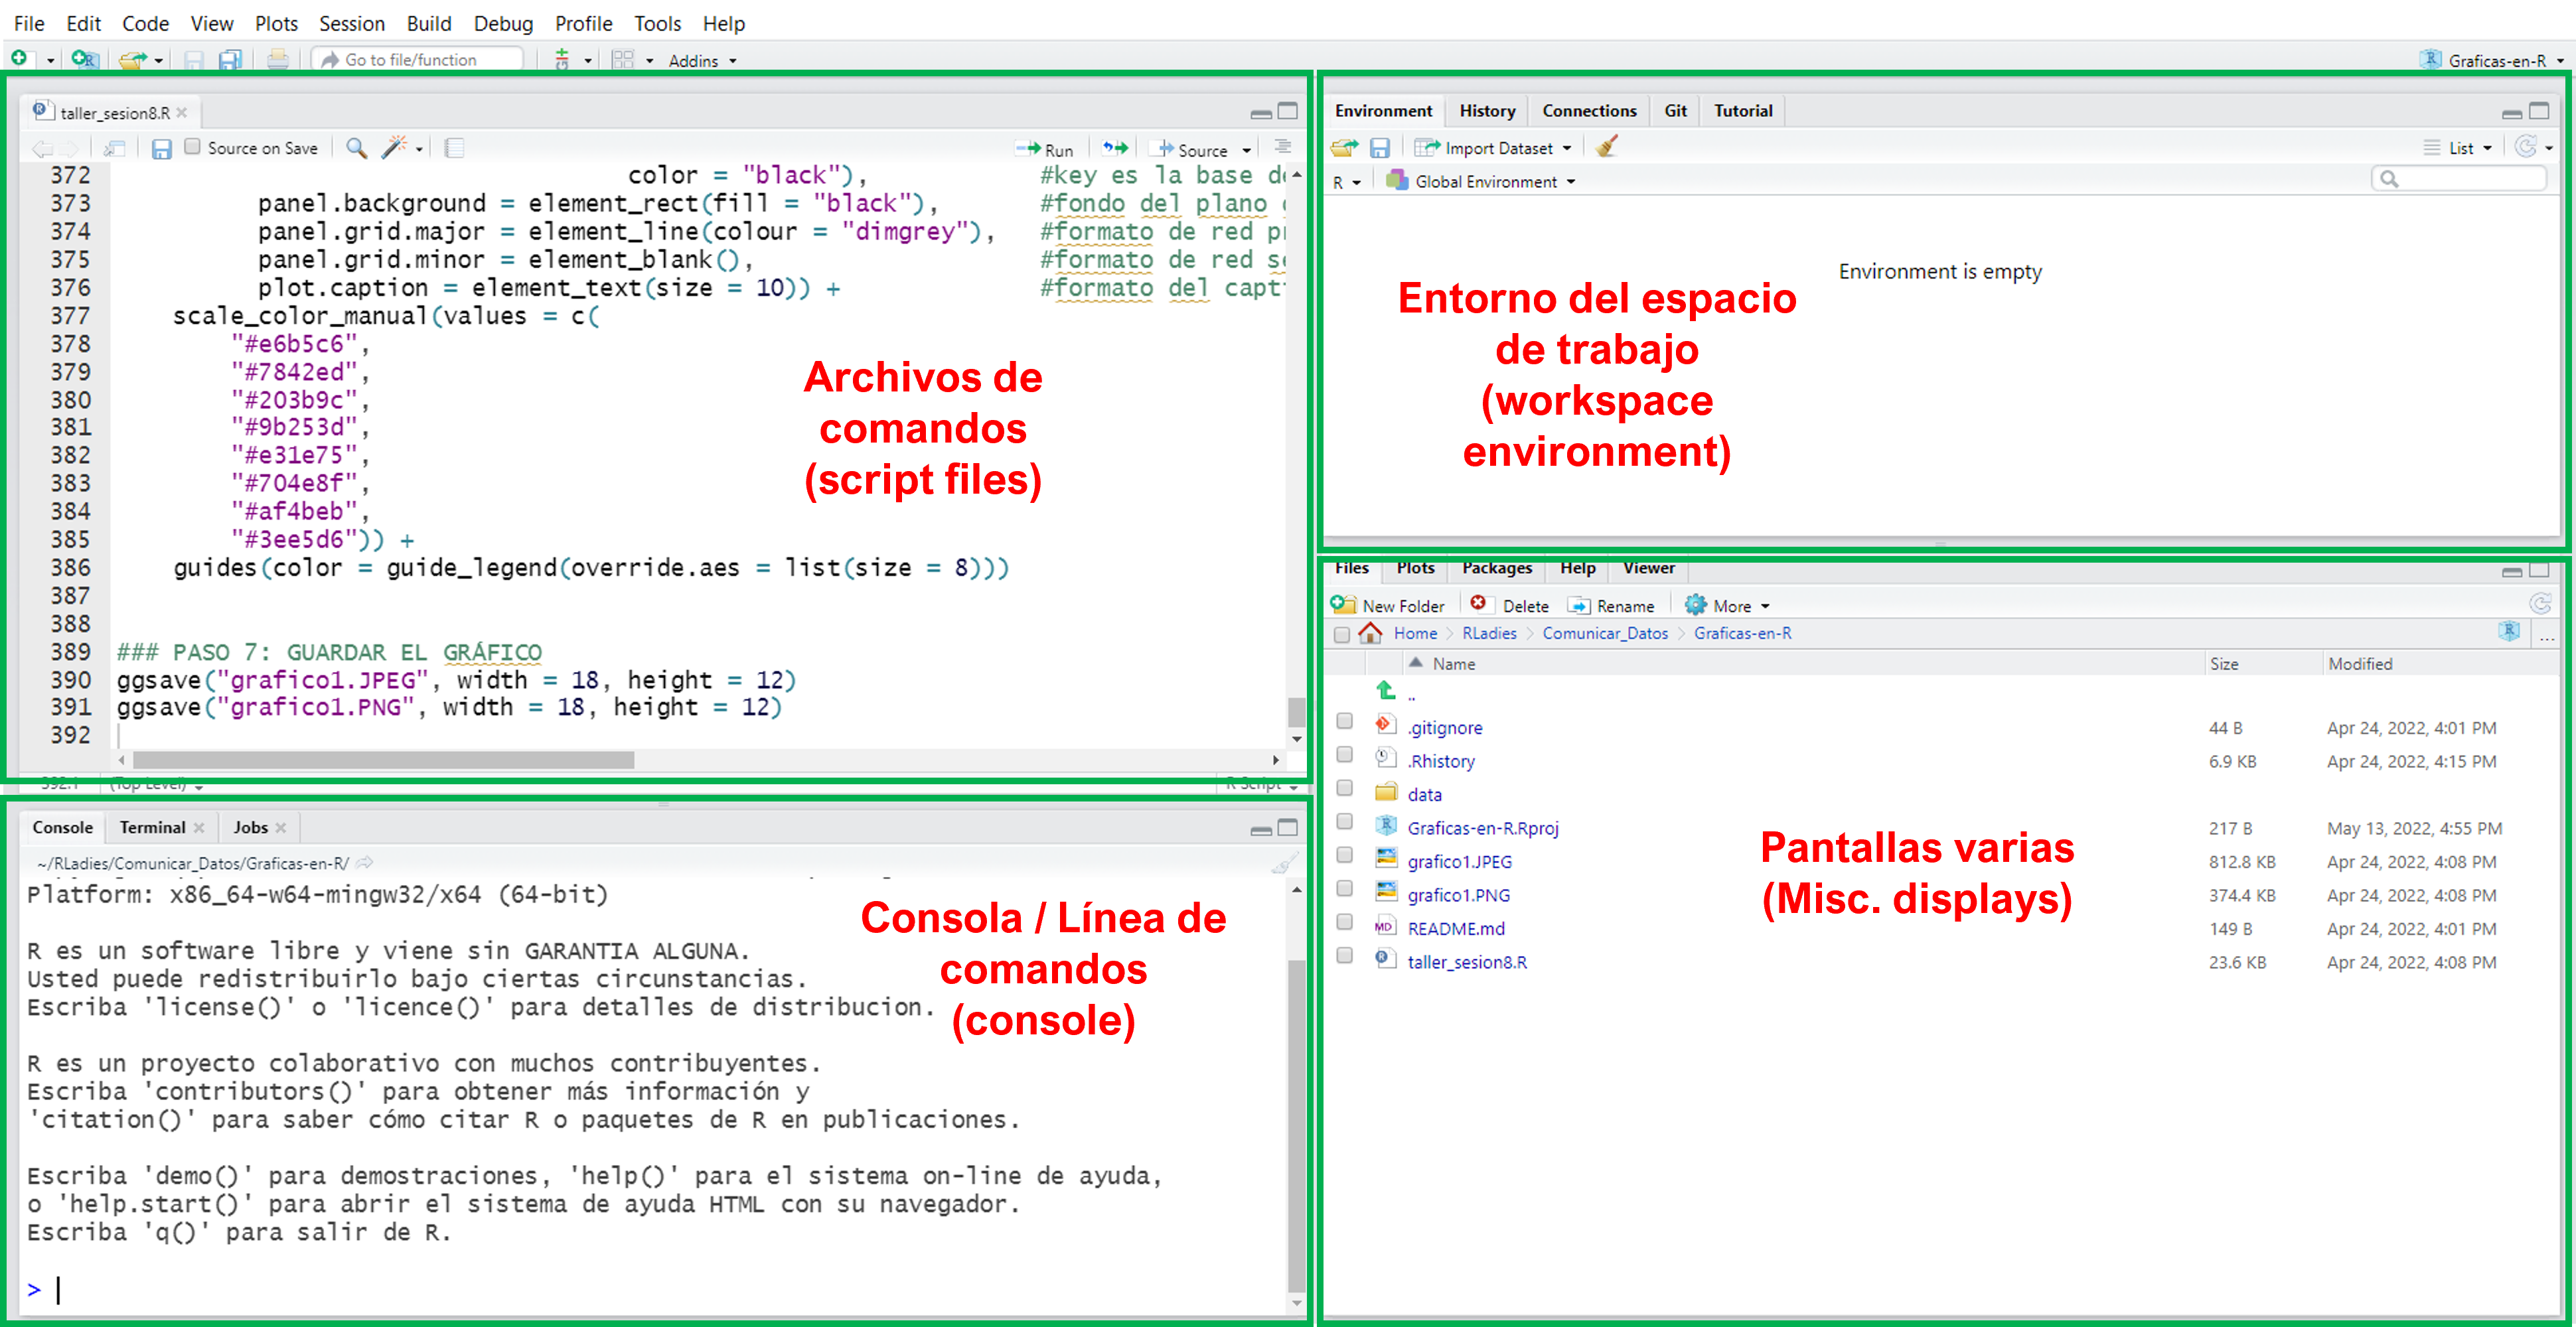 File Edit Code View Plots Session Build Debug Profile Tools Help
Go to file/function Addins Graficas-en-R
taller_sesion8.R
Source on Save Run Source
372 color = "black"), #key es la base de
373 panel.background = element_rect(fill = "black"), #fondo del plano
374 panel.grid.major = element_line(colour = "dimgrey"), #formato de red
375 panel.grid.minor = element_blank(), #formato de red
376 plot.caption = element_text(size = 10)) + #formato del
377 scale_color_manual(values = c(
378 "#e6b5c6",
379 "#7842ed",
380 "#203b9c",
381 "#9b253d",
382 "#e31e75",
383 "#704e8f",
384 "#af4beb",
385 "#3ee5d6")) +
386 guides(color = guide_legend(override.aes = list(size = 8)))
387
388
389 ### PASO 7: GUARDAR EL GRÁFICO
390 ggsave("grafico1.JPEG", width = 18, height = 12)
391 ggsave("grafico1.PNG", width = 18, height = 12)
392
392:1 (Top Level) R Script
Archivos de
comandos
(script files)
Console Terminal Jobs
~/RLadies/Comunicar_Datos/Graficas-en-R/
Platform: x86_64-w64-mingw32/x64 (64-bit)
R es un software libre y viene sin GARANTIA ALGUNA.
Usted puede redistribuirlo bajo ciertas circunstancias.
Escriba 'license()' o 'licence()' para detalles de distribucion.
R es un proyecto colaborativo con muchos contribuyentes.
Escriba 'contributors()' para obtener más información y
'citation()' para saber cómo citar R o paquetes de R en publicaciones.
Escriba 'demo()' para demostraciones, 'help()' para el sistema on-line de ayuda,
o 'help.start()' para abrir el sistema de ayuda HTML con su navegador.
Escriba 'q()' para salir de R.
>
Consola / Línea de
comandos
(console)
Environment History Connections Git Tutorial
Import Dataset List
R Global Environment
Environment is empty
Entorno del espacio
de trabajo
(workspace
environment)
Files Plots Packages Help Viewer
New Folder Delete Rename More
Home RLadies Comunicar_Datos Graficas-en-R ...
Name Size Modified
..
.gitignore 44 B Apr 24, 2022, 4:01 PM
.Rhistory 6.9 KB Apr 24, 2022, 4:15 PM
data
Graficas-en-R.Rproj 217 B May 13, 2022, 4:55 PM
grafico1.JPEG 812.8 KB Apr 24, 2022, 4:08 PM
grafico1.PNG 374.4 KB Apr 24, 2022, 4:08 PM
README.md 149 B Apr 24, 2022, 4:01 PM
taller_sesion8.R 23.6 KB Apr 24, 2022, 4:08 PM
Pantallas varias
(Misc. displays)